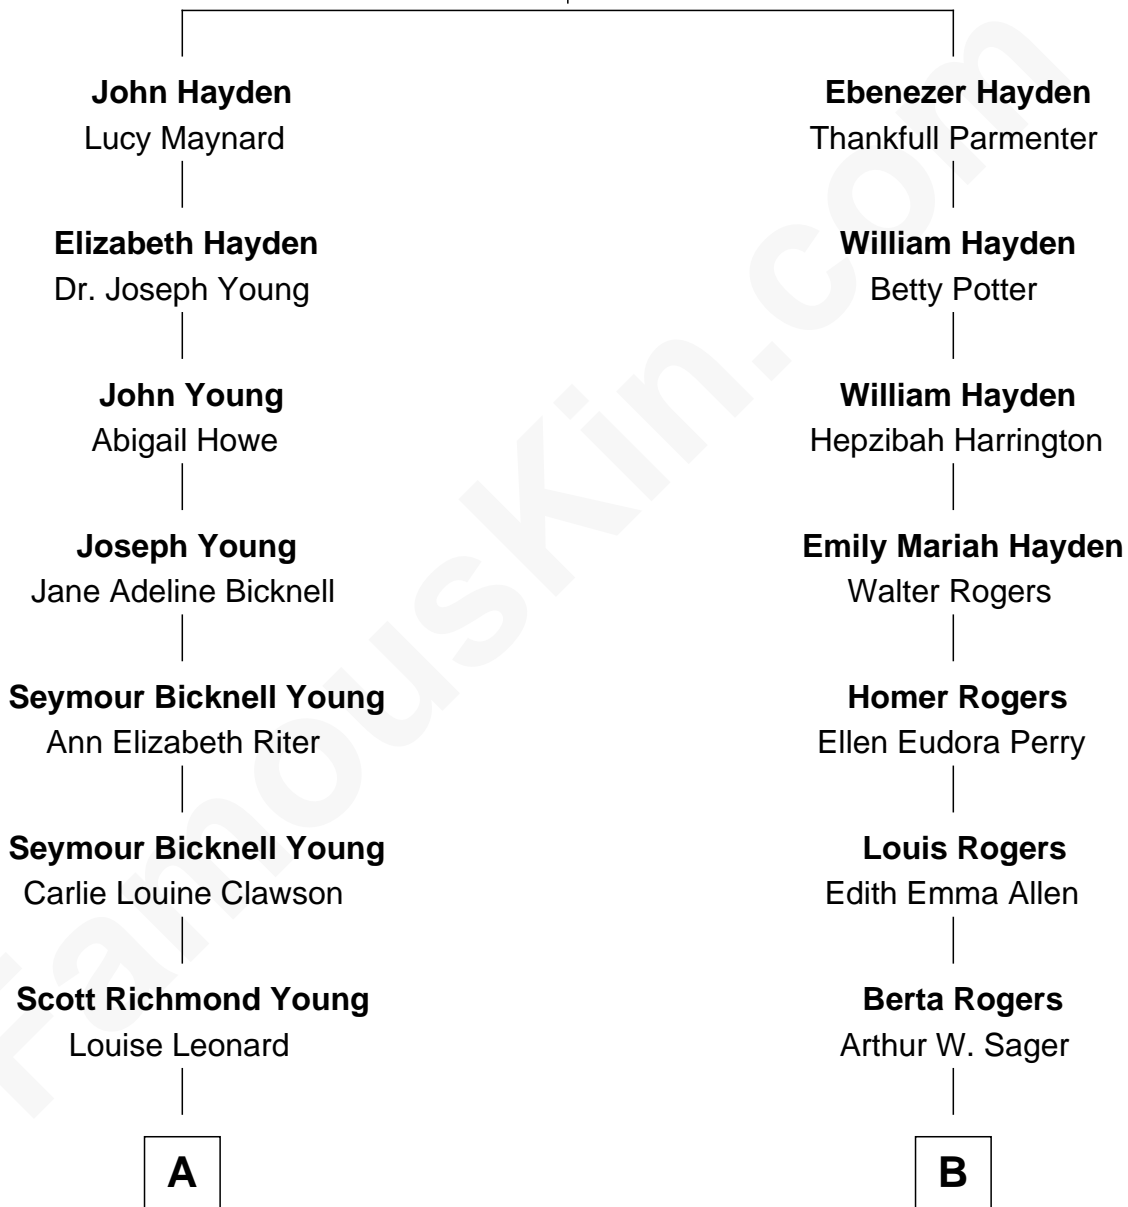 John Hayden
Lucy Maynard
Elizabeth Hayden
Dr. Joseph Young
John Young
Abigail Howe
Joseph Young
Jane Adeline Bicknell
Seymour Bicknell Young
Ann Elizabeth Riter
Seymour Bicknell Young
Carlie Louine Clawson
Scott Richmond Young
Louise Leonard
A
Ebenezer Hayden
Thankfull Parmenter
William Hayden
Betty Potter
William Hayden
Hepzibah Harrington
Emily Mariah Hayden
Walter Rogers
Homer Rogers
Ellen Eudora Perry
Louis Rogers
Edith Emma Allen
Berta Rogers
Arthur W. Sager
B
FamousKin.com